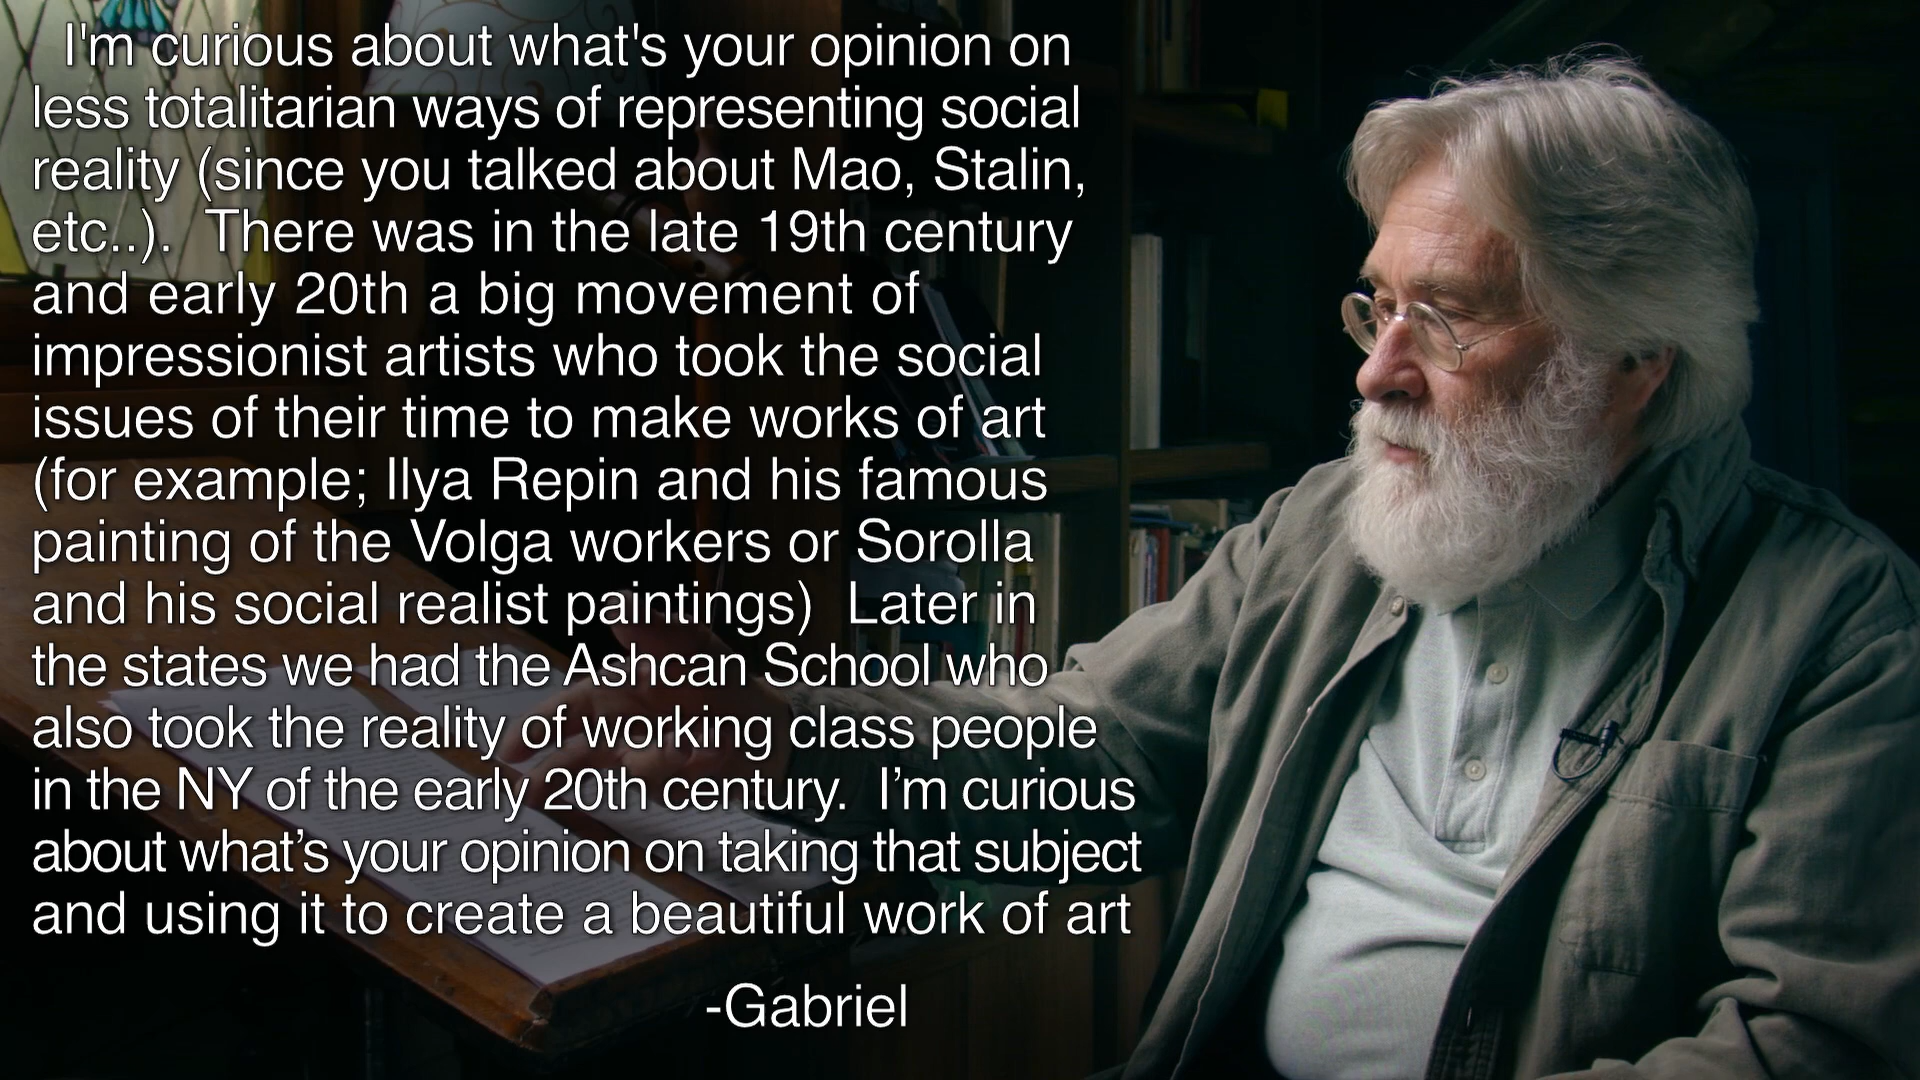 I'm curious about what's your opinion on
less totalitarian ways of representing social
reality (since you talked about Mao, Stalin,
etc..).  There was in the late 19th century
and early 20th a big movement of
impressionist artists who took the social
issues of their time to make works of art
(for example; Ilya Repin and his famous
painting of the Volga workers or Sorolla
and his social realist paintings)  Later in
the states we had the Ashcan School who
also took the reality of working class people
in the NY of the early 20th century.  I’m curious
about what’s your opinion on taking that subject
and using it to create a beautiful work of art
-Gabriel